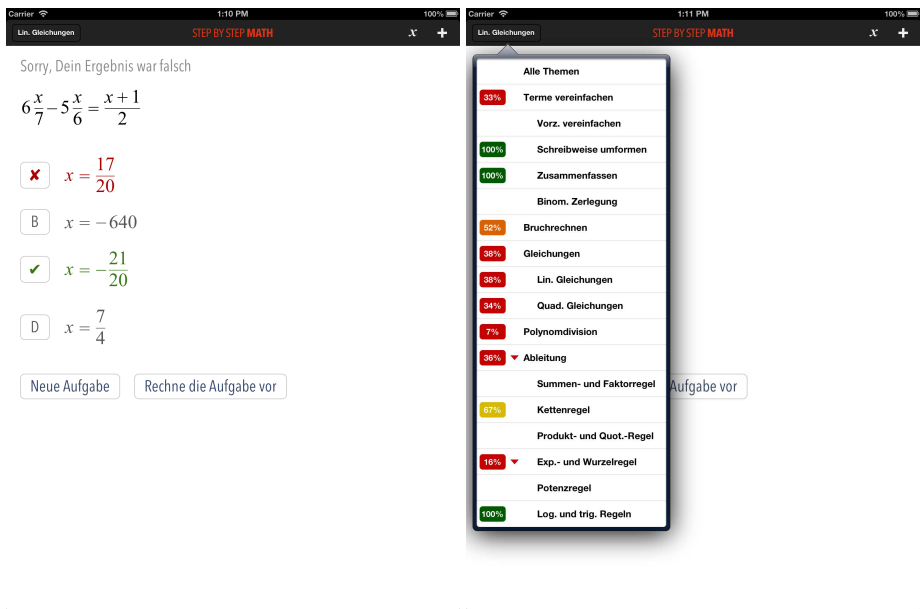 Carrier 1:10 PM 100%
Lin. Gleichungen STEP BY STEP MATH x +
Sorry, Dein Ergebnis war falsch
6 x/7 − 5 x/6 = (x + 1)/2
✘ x = 17/20
B x = −640
✔ x = −21/20
D x = 7/4
Neue Aufgabe Rechne die Aufgabe vor
Carrier 1:11 PM 100%
Lin. Gleichungen STEP BY STEP MATH x +
Alle Themen
33% Terme vereinfachen
Vorz. vereinfachen
100% Schreibweise umformen
100% Zusammenfassen
Binom. Zerlegung
52% Bruchrechnen
38% Gleichungen
38% Lin. Gleichungen
34% Quad. Gleichungen
7% Polynomdivision
36% Ableitung
Summen- und Faktorregel
Aufgabe vor
67% Kettenregel
Produkt- und Quot.-Regel
16% Exp.- und Wurzelregel
Potenzregel
100% Log. und trig. Regeln